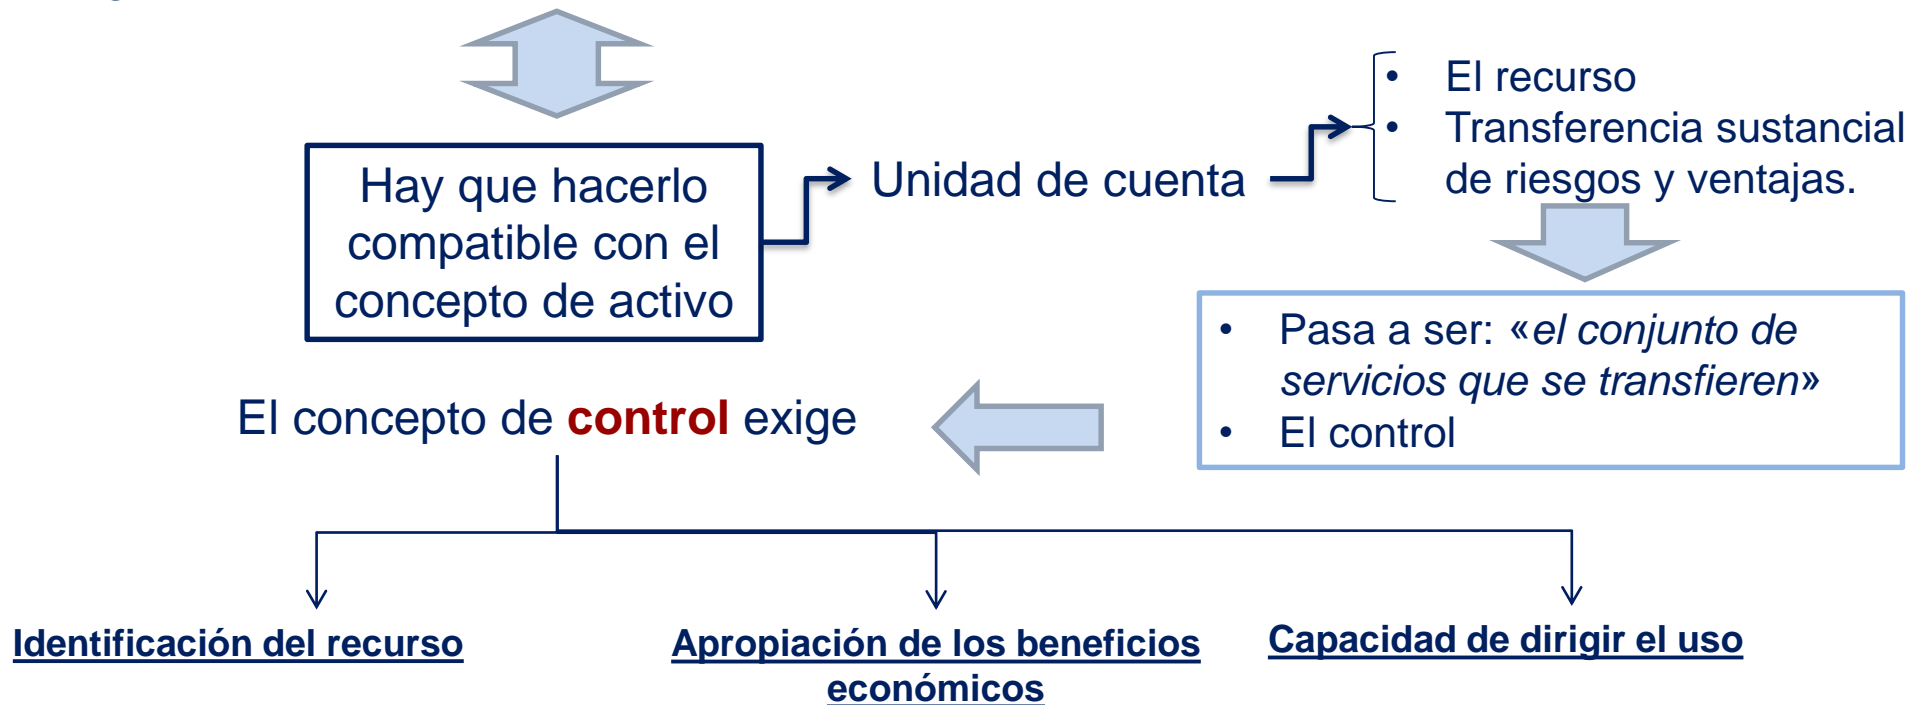 • El recurso
• Transferencia sustancial
de riesgos y ventajas.
Hay que hacerlo
compatible con el
concepto de activo
Unidad de cuenta
• Pasa a ser: «el conjunto de
servicios que se transfieren»
• El control
El concepto de control exige
Identificación del recurso
Apropiación de los beneficios
económicos
Capacidad de dirigir el uso